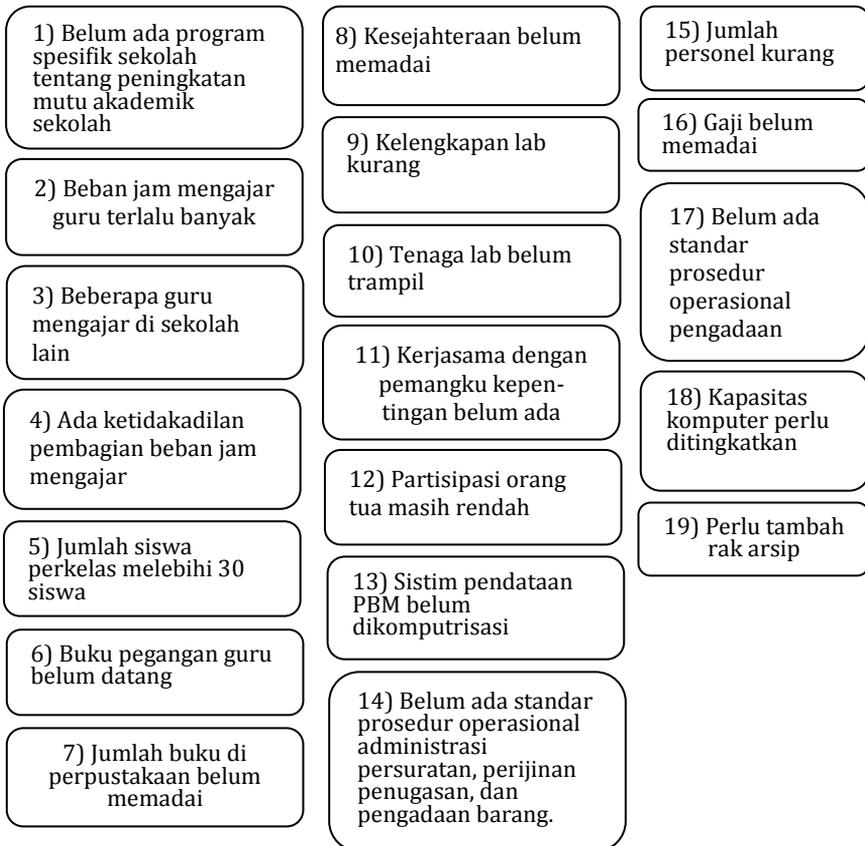 1) Belum ada program
spesifik sekolah
tentang peningkatan
mutu akademik
sekolah
2) Beban jam mengajar
guru terlalu banyak
3) Beberapa guru
mengajar di sekolah
lain
4) Ada ketidakadilan
pembagian beban jam
mengajar
5) Jumlah siswa
perkelas melebihi 30
siswa
6) Buku pegangan guru
belum datang
7) Jumlah buku di
perpustakaan belum
memadai
8) Kesejahteraan belum
memadai
9) Kelengkapan lab
kurang
10) Tenaga lab belum
trampil
11) Kerjasama dengan
pemangku kepen-
tingan belum ada
12) Partisipasi orang
tua masih rendah
13) Sistim pendataan
PBM belum
dikomputrisasi
14) Belum ada standar
prosedur operasional
administrasi
persuratan, perijinan
penugasan, dan
pengadaan barang.
15) Jumlah
personel kurang
16) Gaji belum
memadai
17) Belum ada
standar
prosedur
operasional
pengadaan
18) Kapasitas
komputer perlu
ditingkatkan
19) Perlu tambah
rak arsip